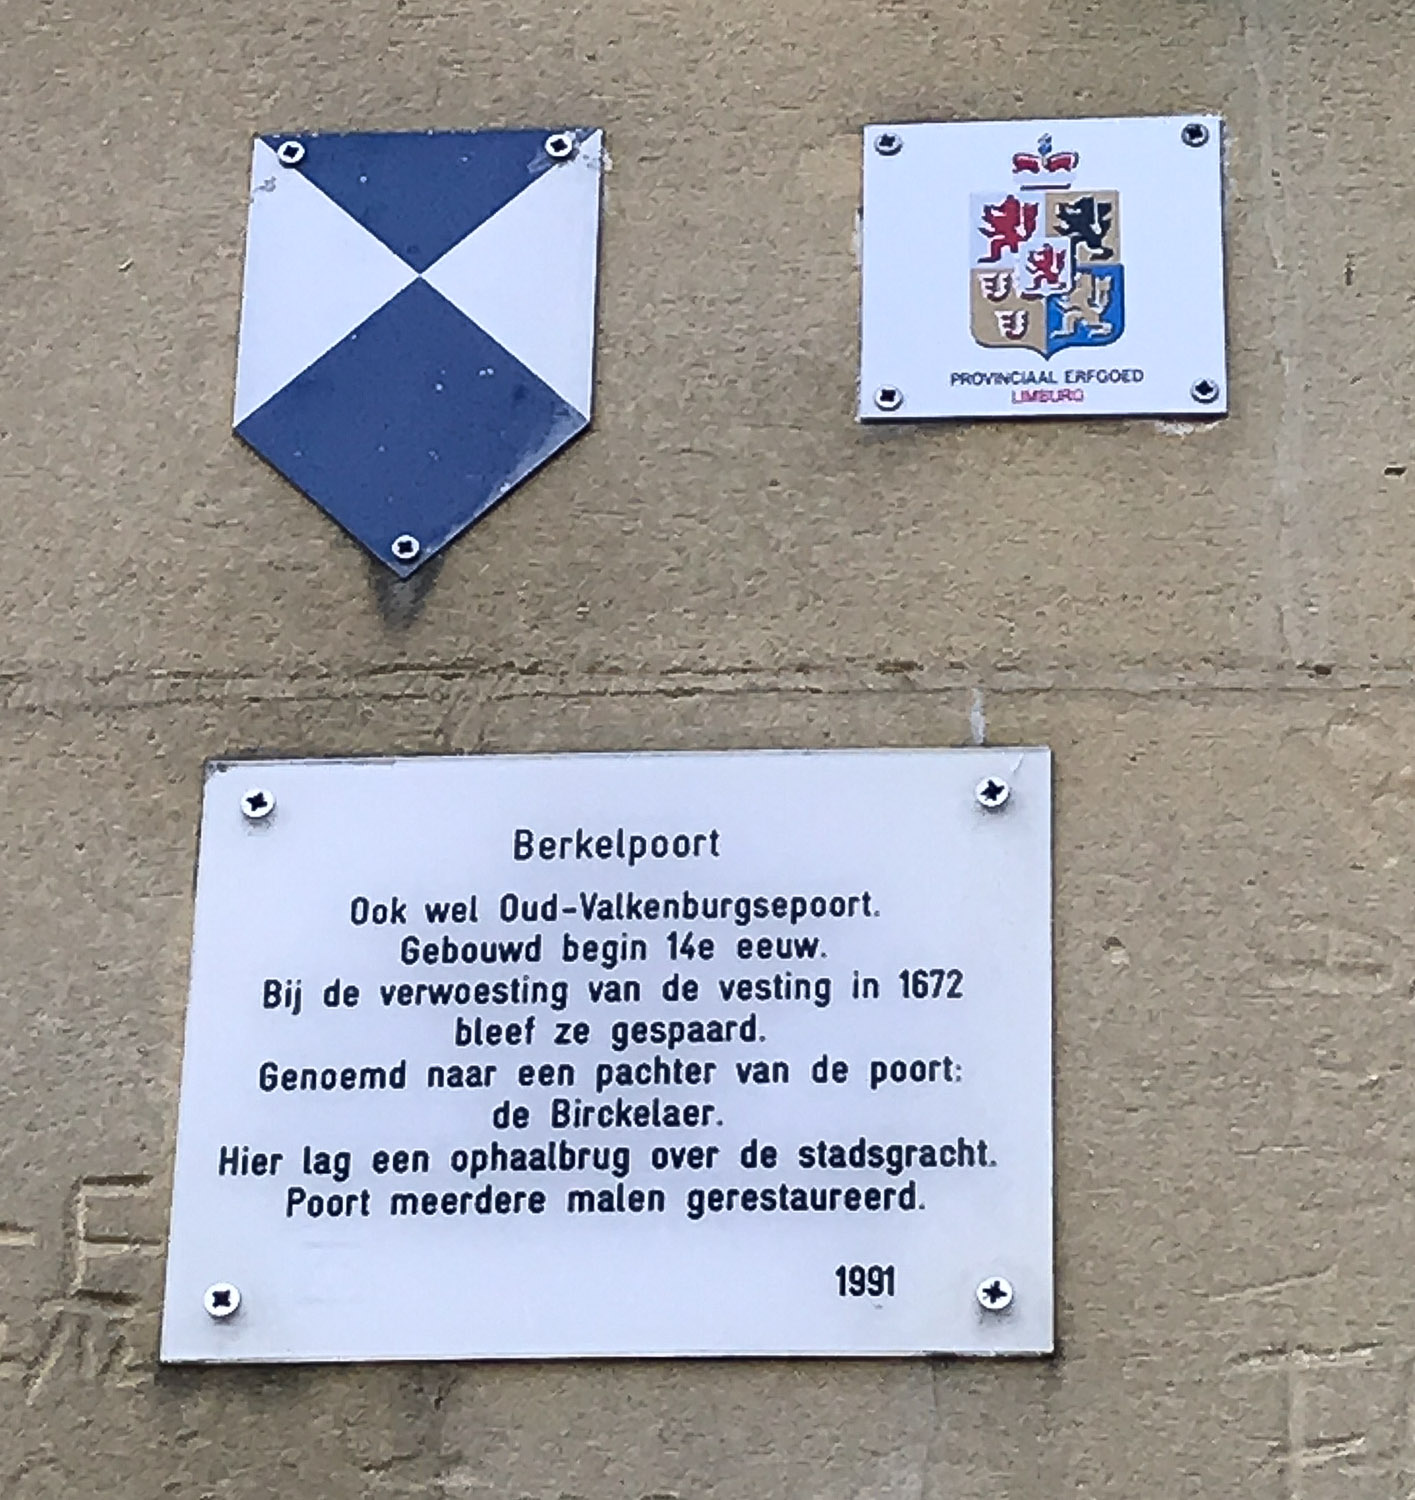 PROVINCIAAL ERFGOED
LIMBURG
Berkelpoort
Ook wel Oud-Valkenburgsepoort.
Gebouwd begin 14e eeuw.
Bij de verwoesting van de vesting in 1672
bleef ze gespaard.
Genoemd naar een pachter van de poort:
de Birckelaer.
Hier lag een ophaalbrug over de stadsgracht.
Poort meerdere malen gerestaureerd.
1991